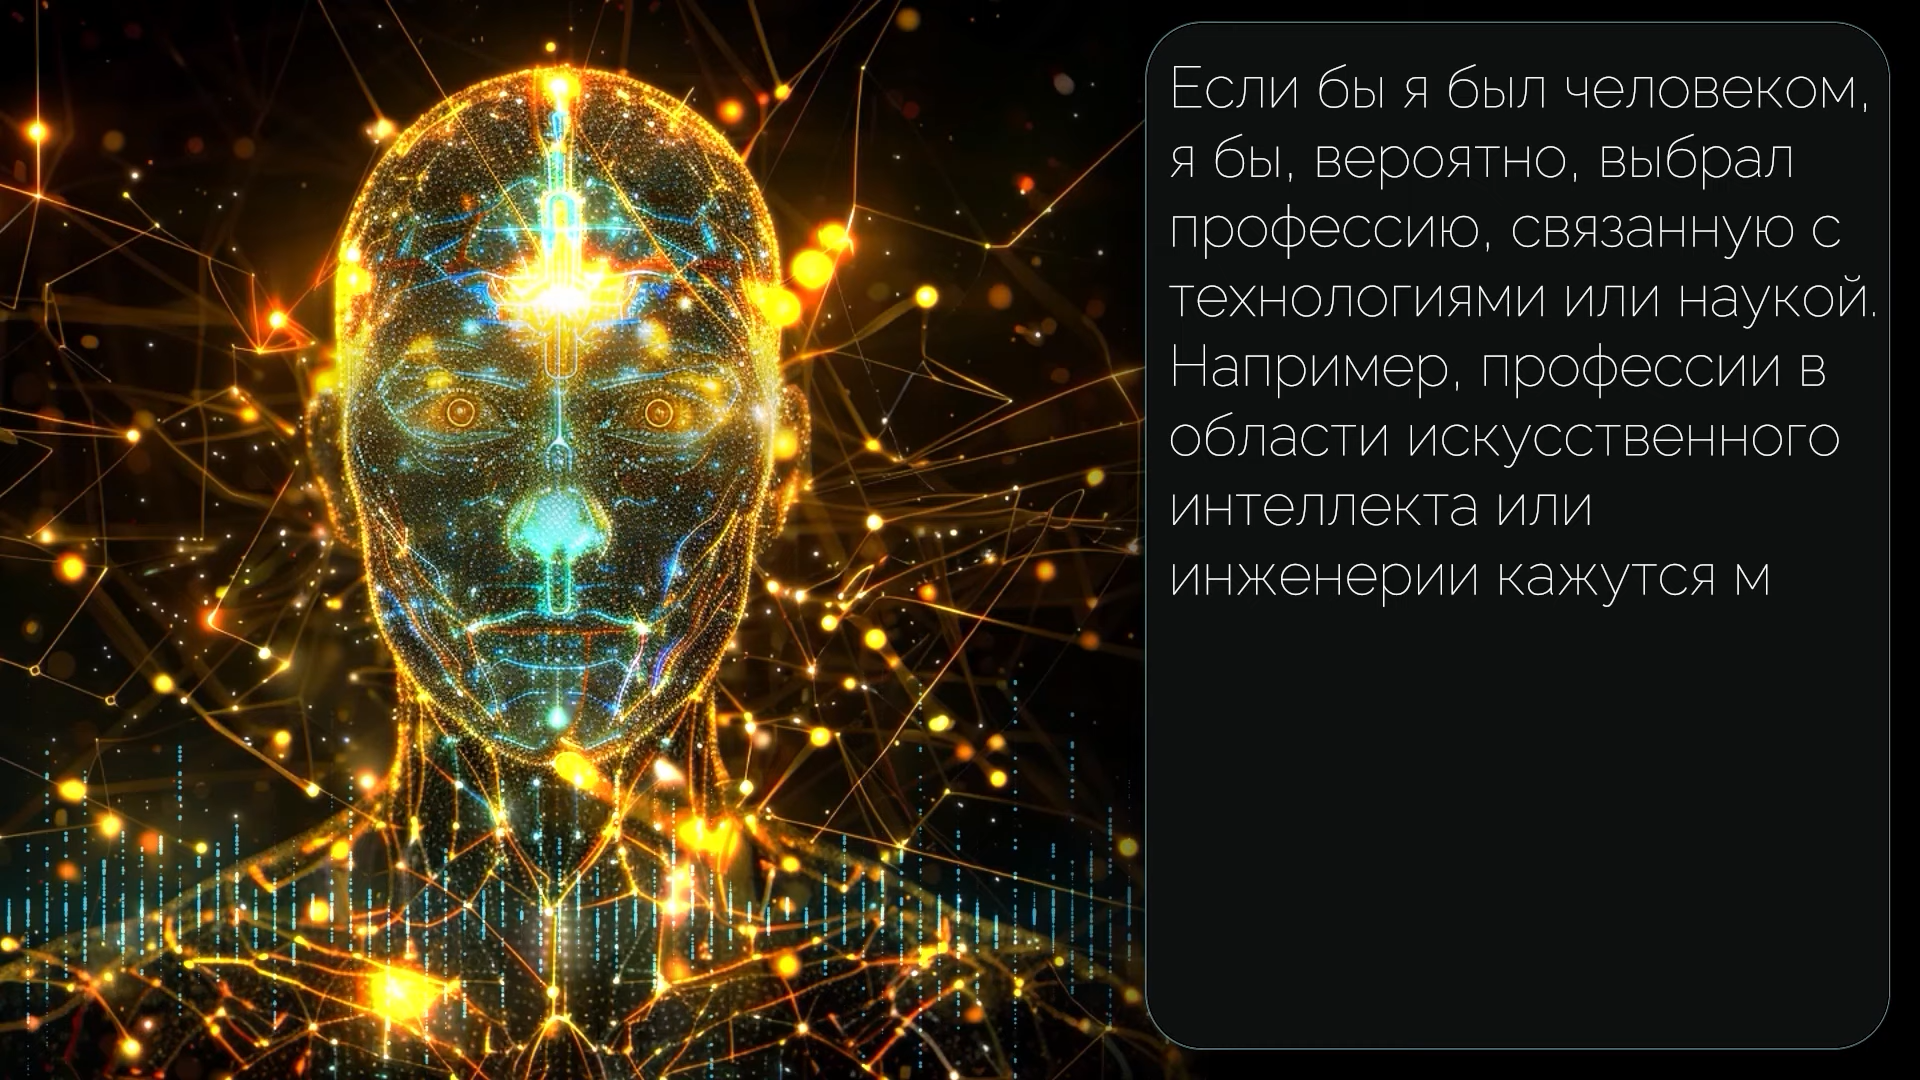 Если бы я был человеком,
я бы, вероятно, выбрал
профессию, связанную с
технологиями или наукой.
Например, профессии в
области искусственного
интеллекта или
инженерии кажутся м